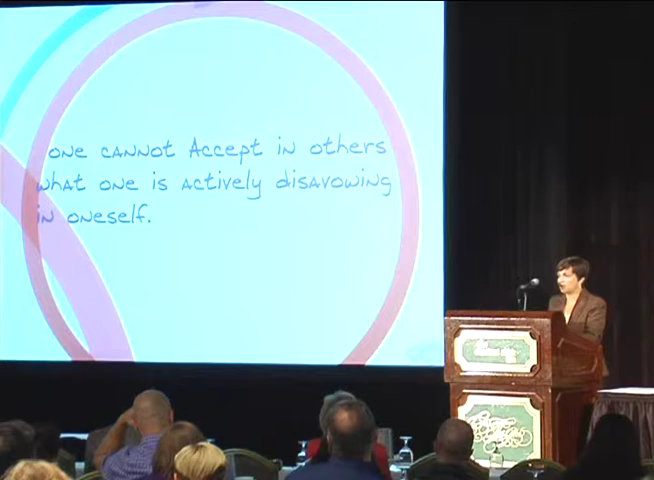 one cannot Accept in others
what one is actively disavowing
in oneself.